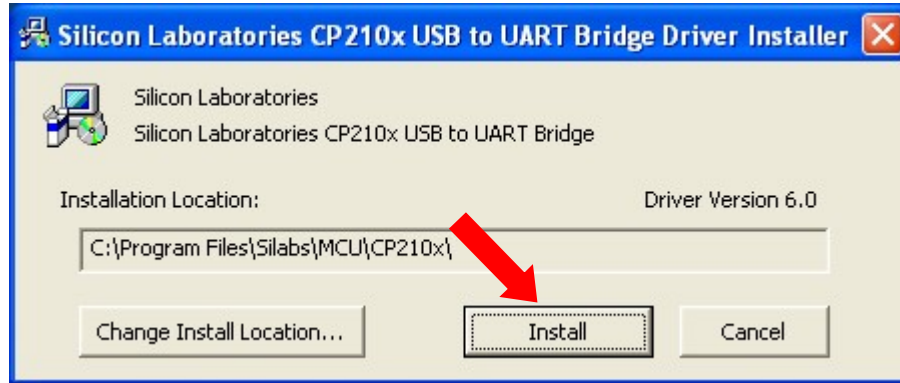 Silicon Laboratories CP210x USB to UART Bridge Driver Installer
Silicon Laboratories
Silicon Laboratories CP210x USB to UART Bridge
Installation Location:
Driver Version 6.0
C:\Program Files\Silabs\MCU\CP210x\
Change Install Location...
Install
Cancel